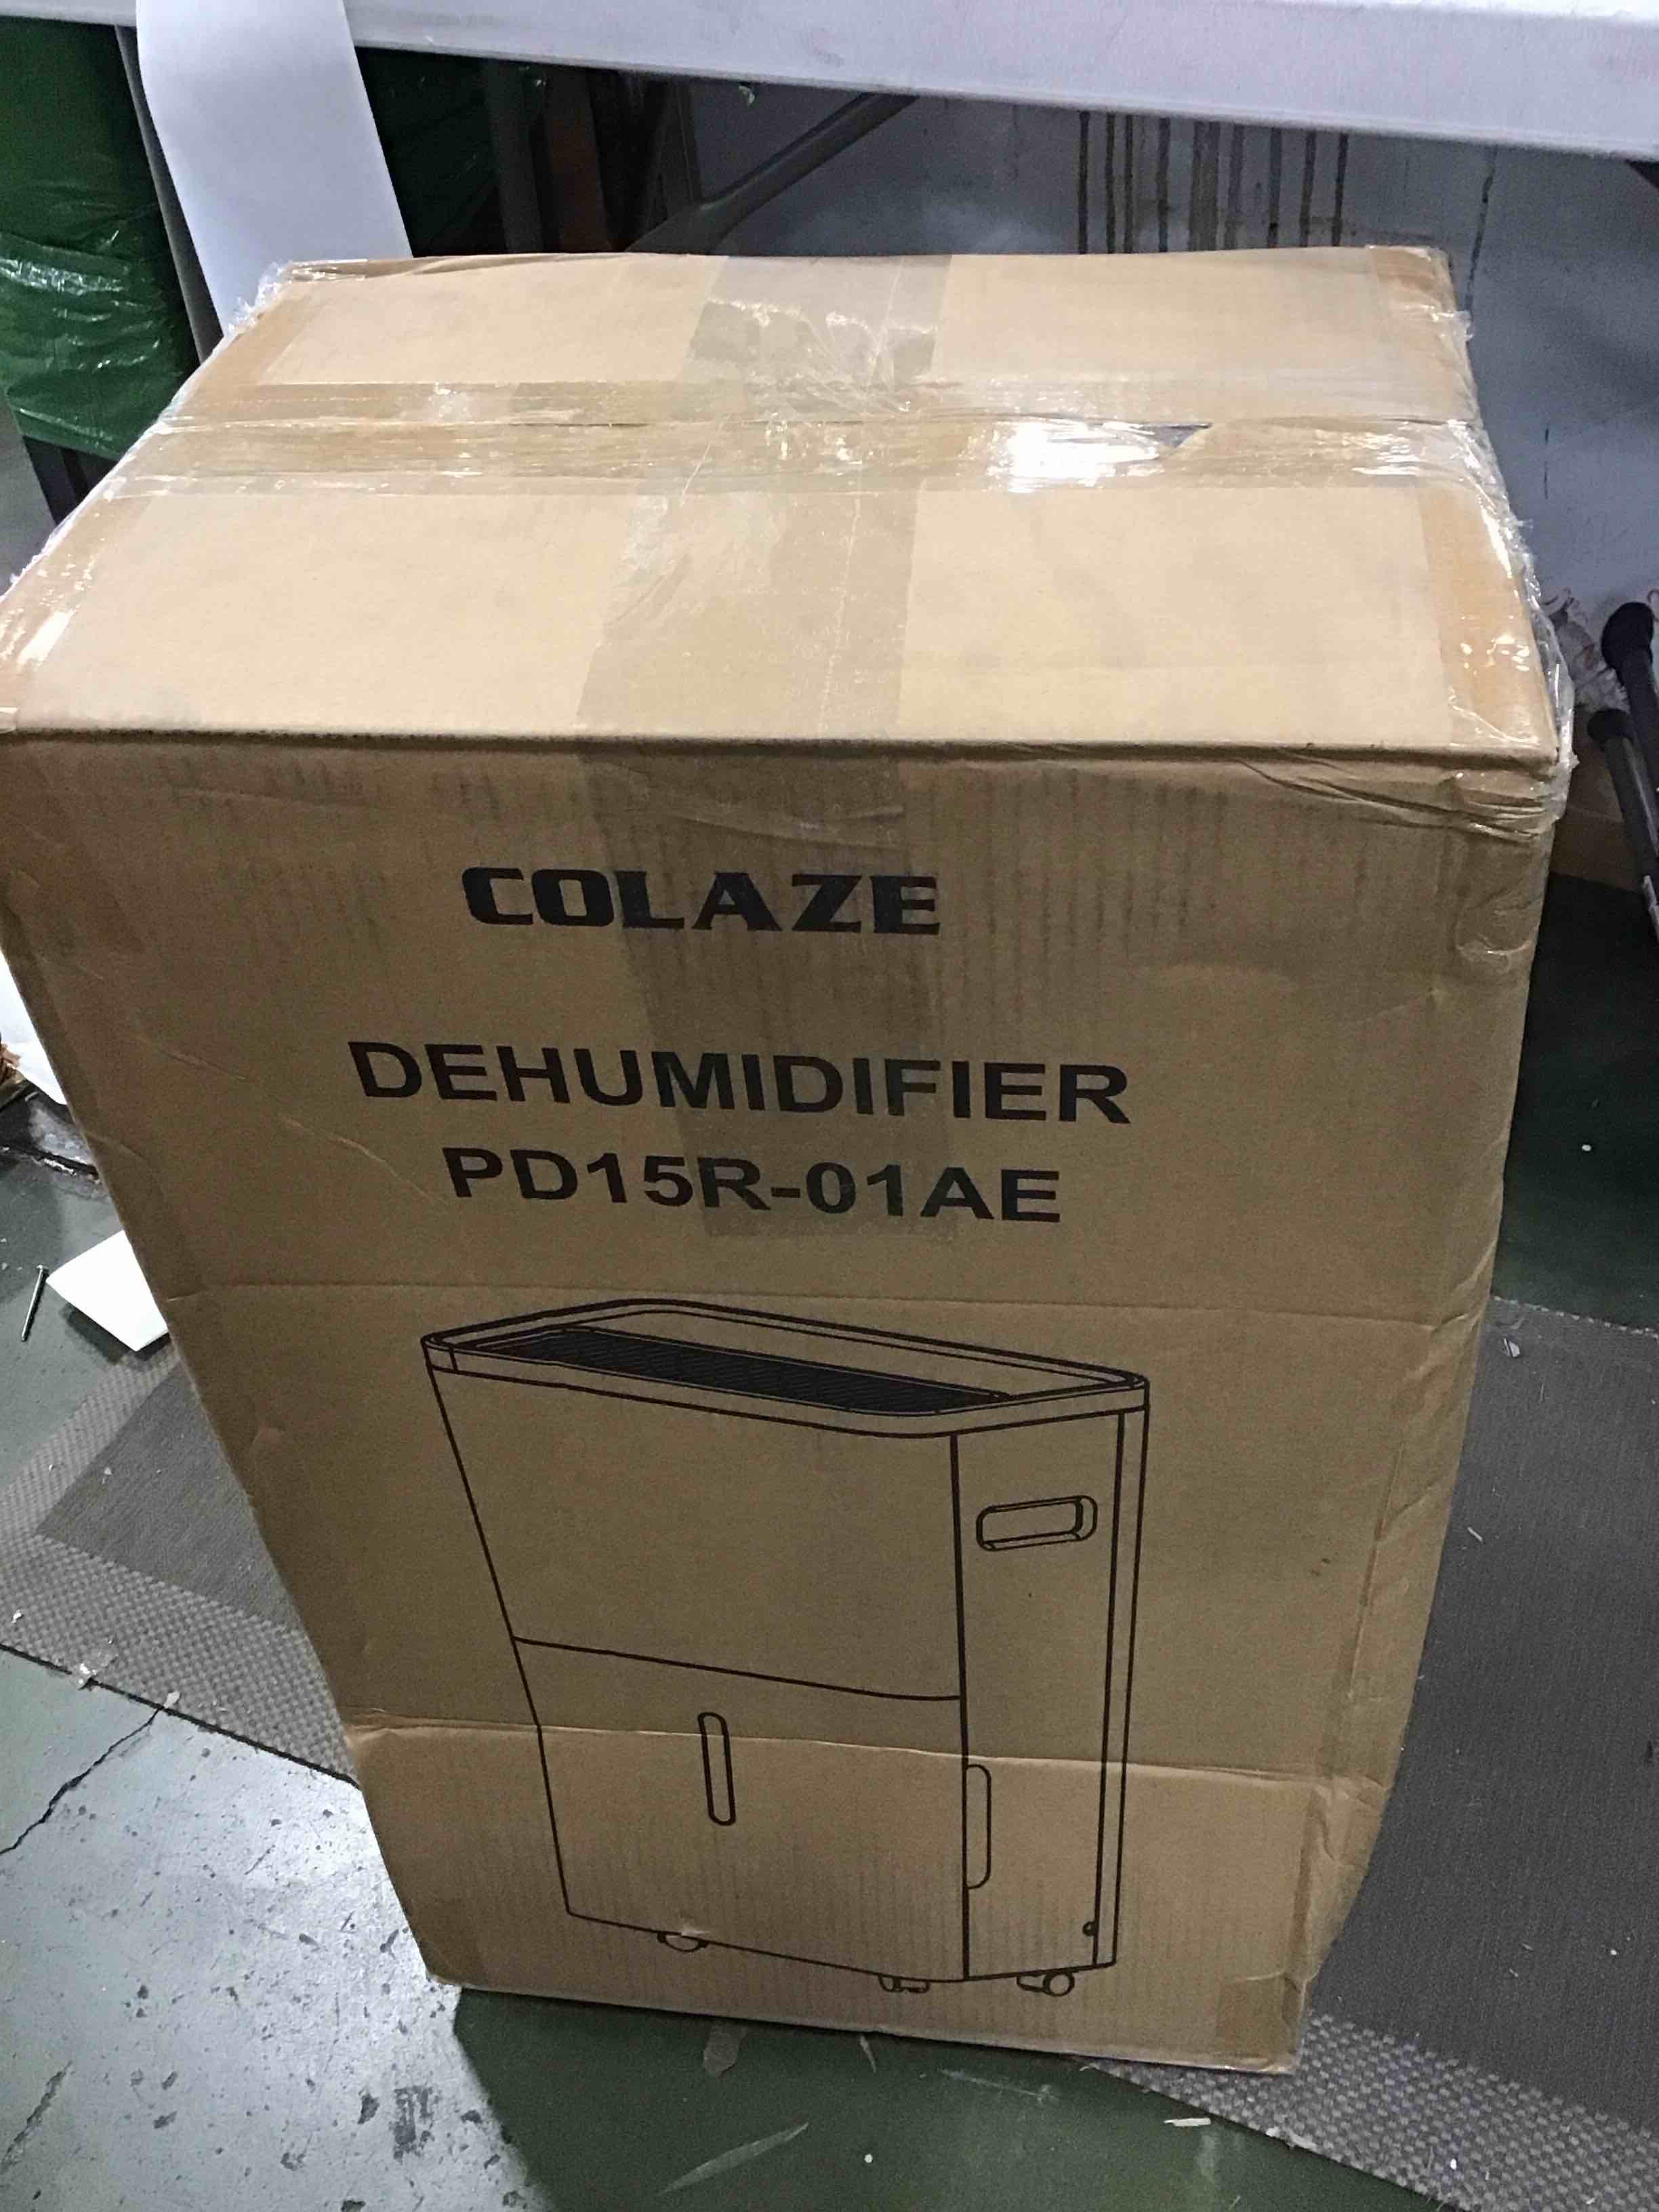 COLAZE
DEHUMIDIFIER
PD15R-01AE